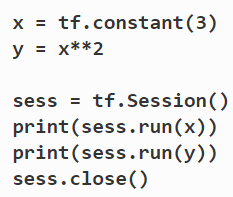 x = tf.constant(3)
y = x**2
sess = tf.Session()
print(sess.run(x))
print(sess.run(y))
sess.close()